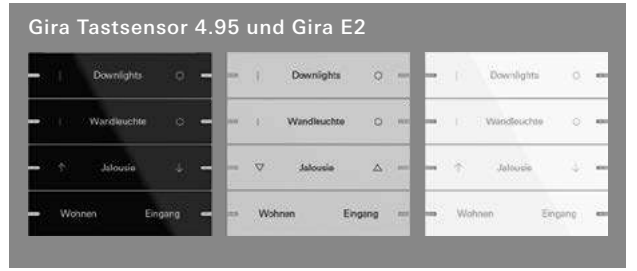 Gira Tastsensor 4.95 und Gira E2
| Downlights ○
| Wandleuchte ○
↑ Jalousie ↓
Wohnen Eingang
| Downlights ○
| Wandleuchte ○
▽ Jalousie △
Wohnen Eingang
| Downlights ○
| Wandleuchte ○
↑ Jalousie ↓
Wohnen Eingang